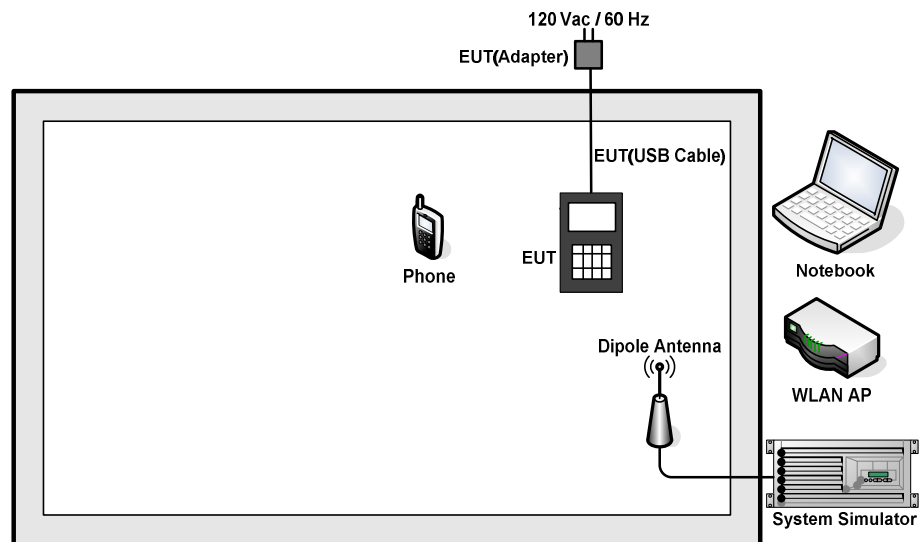 120 Vac / 60 Hz
EUT(Adapter)
EUT(USB Cable)
Phone
EUT
Notebook
Dipole Antenna
WLAN AP
System Simulator